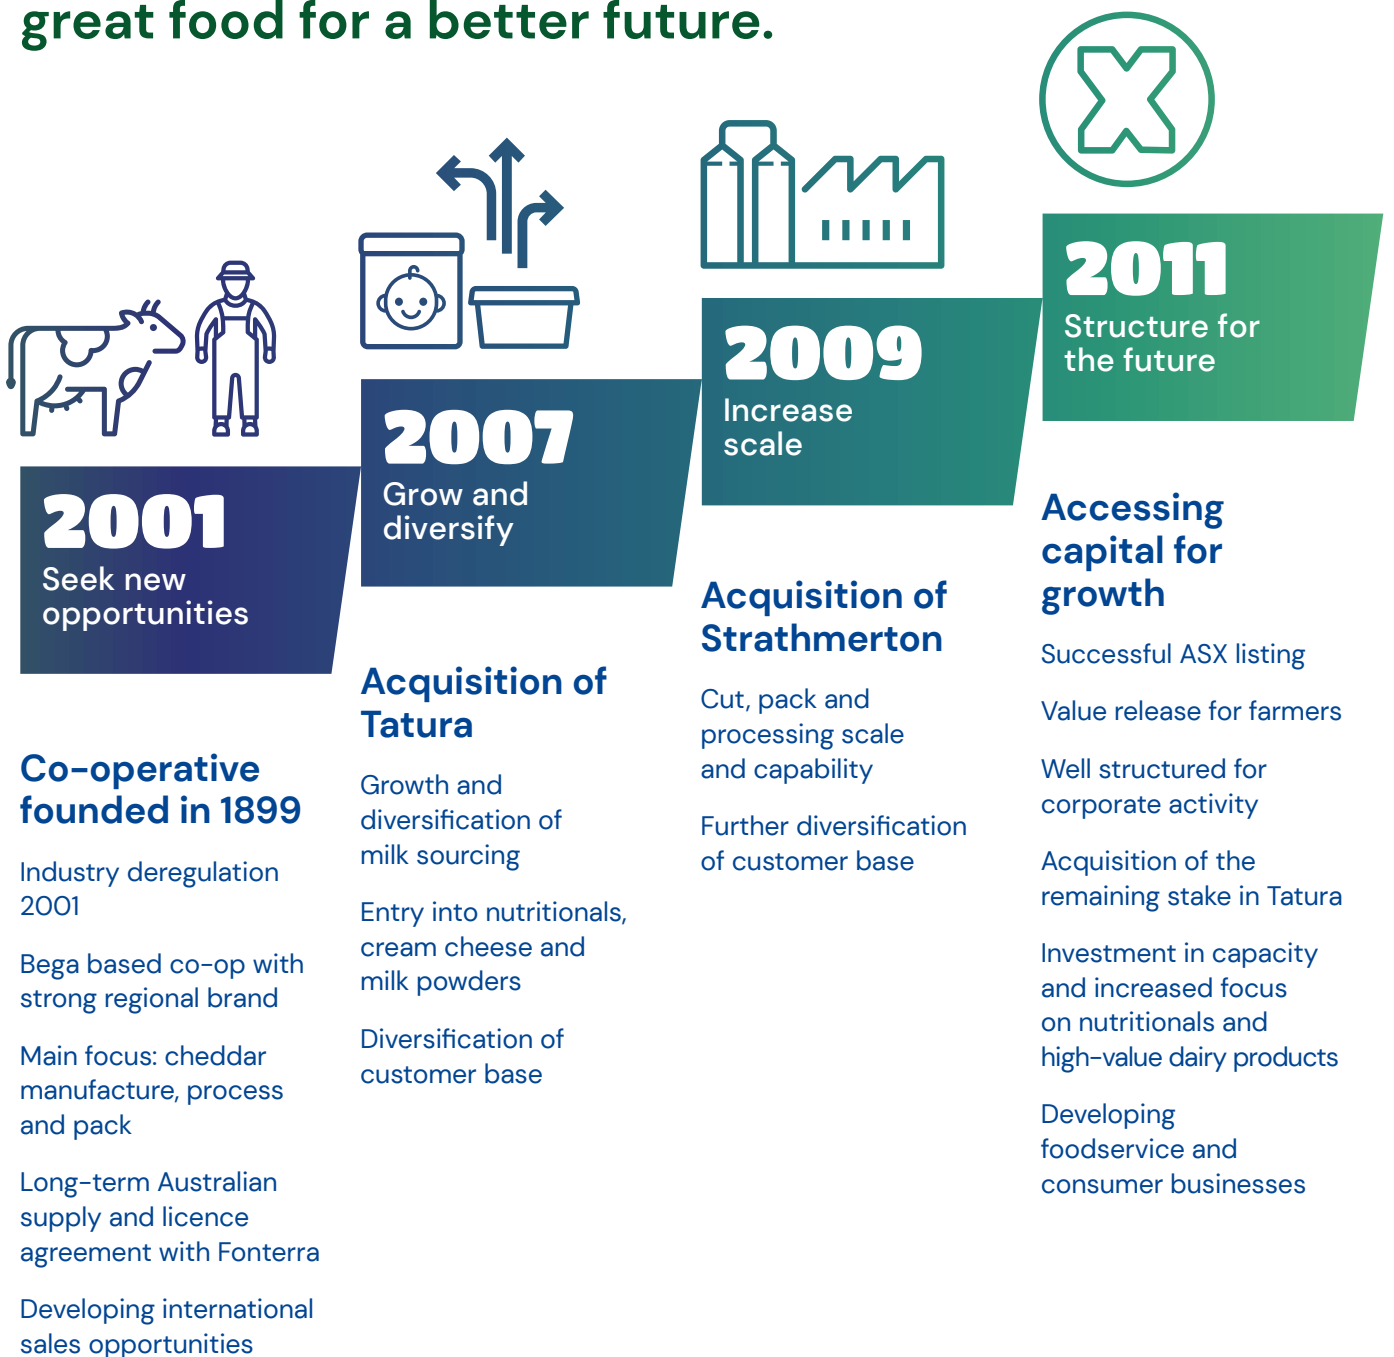 great food for a better future.
2001
Seek new
opportunities
Co-operative
founded in 1899
Industry deregulation
2001
Bega based co-op with
strong regional brand
Main focus: cheddar
manufacture, process
and pack
Long-term Australian
supply and licence
agreement with Fonterra
Developing international
sales opportunities
2007
Grow and
diversify
Acquisition of
Tatura
Growth and
diversification of
milk sourcing
Entry into nutritionals,
cream cheese and
milk powders
Diversification of
customer base
2009
Increase
scale
Acquisition of
Strathmerton
Cut, pack and
processing scale
and capability
Further diversification
of customer base
2011
Structure for
the future
Accessing
capital for
growth
Successful ASX listing
Value release for farmers
Well structured for
corporate activity
Acquisition of the
remaining stake in Tatura
Investment in capacity
and increased focus
on nutritionals and
high-value dairy products
Developing
foodservice and
consumer businesses